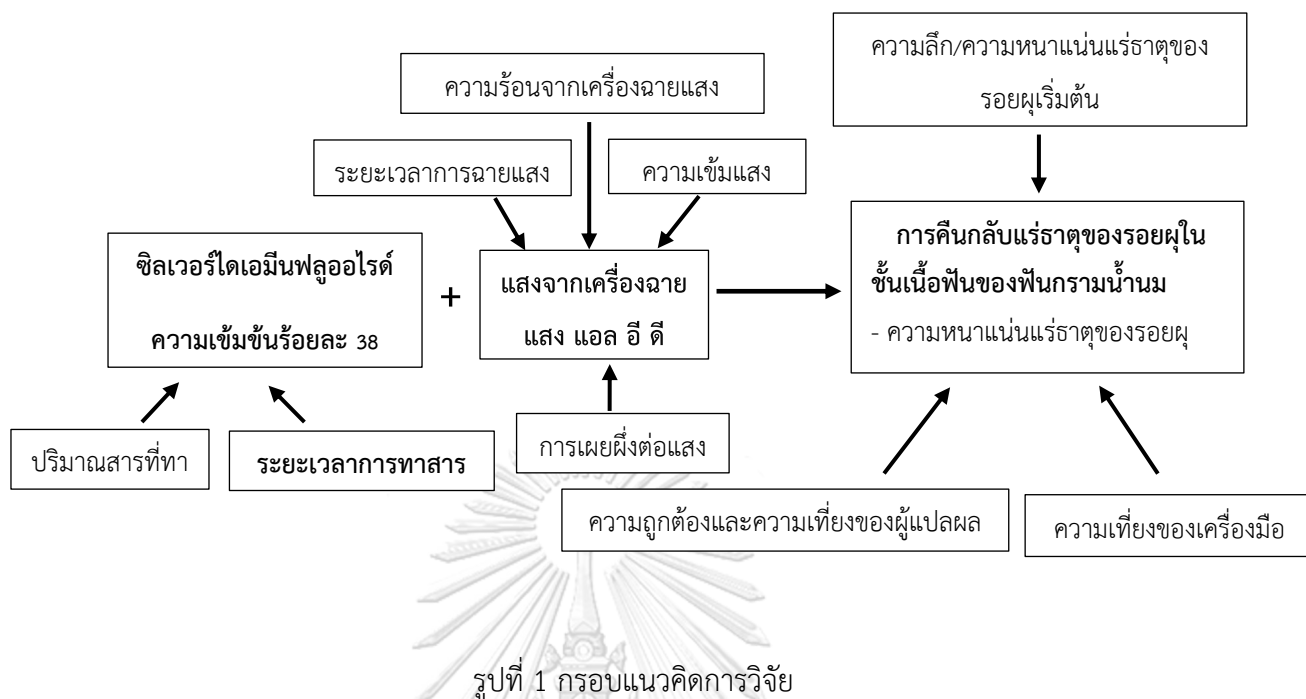 ความลึก/ความหนาแน่นแร่ธาตุของ
รอยผุเริ่มต้น
ความร้อนจากเครื่องฉายแสง
ระยะเวลาการฉายแสง
ความเข้มแสง
ซิลเวอร์ไดเอมีนฟลูออไรด์
ความเข้มข้นร้อยละ 38
+
แสงจากเครื่องฉาย
แสง แอล อี ดี
การคืนกลับแร่ธาตุของรอยผุใน
ชั้นเนื้อฟันของฟันกรามน้ำนม
- ความหนาแน่นแร่ธาตุของรอยผุ
ปริมาณสารที่ทา
ระยะเวลาการทาสาร
การเผยผึ่งต่อแสง
ความถูกต้องและความเที่ยงของผู้แปลผล
ความเที่ยงของเครื่องมือ
รูปที่ 1 กรอบแนวคิดการวิจัย